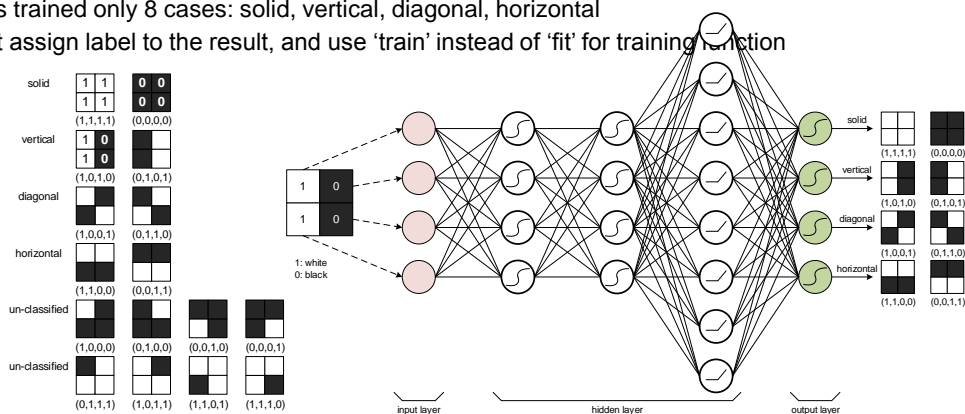 s trained only 8 cases: solid, vertical, diagonal, horizontal
t assign label to the result, and use ‘train’ instead of ‘fit’ for training function
solid
1 1 0 0
1 1 0 0
(1,1,1,1) (0,0,0,0)
vertical
1 0
1 0
(1,0,1,0) (0,1,0,1)
diagonal
(1,0,0,1) (0,1,1,0)
horizontal
(1,1,0,0) (0,0,1,1)
un-classified
(1,0,0,0) (0,1,0,0) (0,0,1,0) (0,0,0,1)
un-classified
(0,1,1,1) (1,0,1,1) (1,1,0,1) (1,1,1,0)
1 0
1 0
1: white
0: black
input layer
hidden layer
output layer
solid
(1,1,1,1) (0,0,0,0)
vertical
(1,0,1,0) (0,1,0,1)
diagonal
(1,0,0,1) (0,1,1,0)
horizontal
(1,1,0,0) (0,0,1,1)